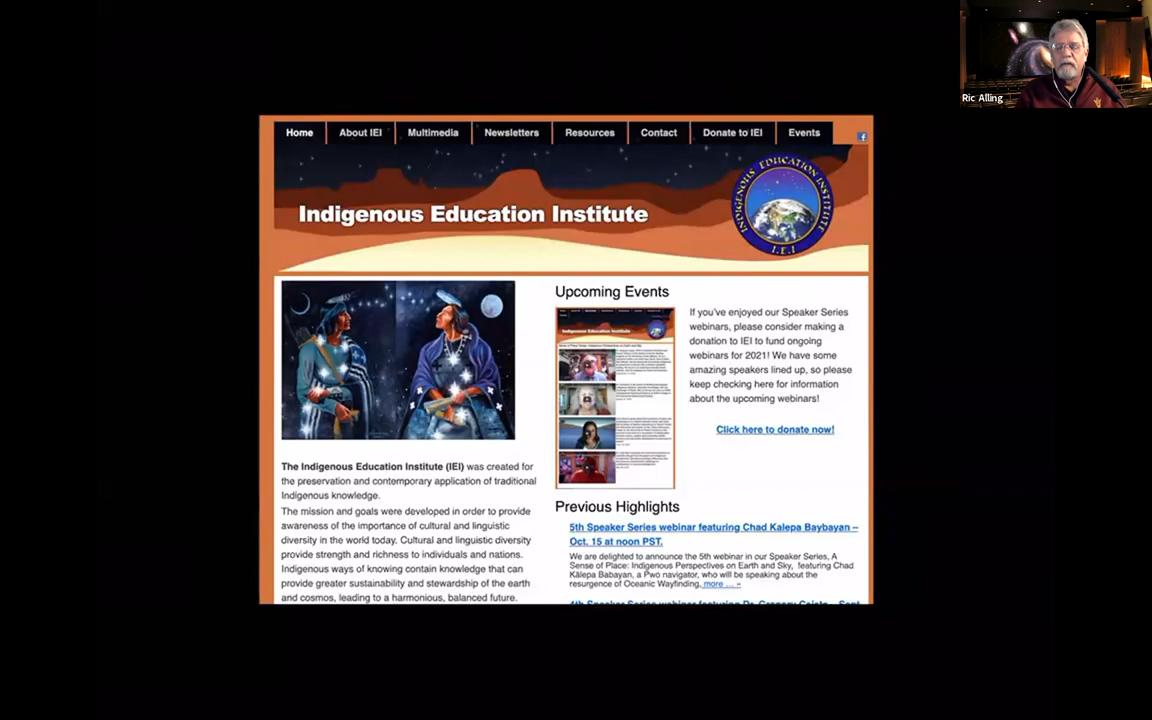 Ric Alling
Home
About IEI
Multimedia
Newsletters
Resources
Contact
Donate to IEI
Events
Indigenous Education Institute
INDIGENOUS EDUCATION INSTITUTE
I.E.I
Upcoming Events
Indigenous Education Institute
If you've enjoyed our Speaker Series
webinars, please consider making a
donation to IEI to fund ongoing
webinars for 2021! We have some
amazing speakers lined up, so please
keep checking here for information
about the upcoming webinars!
Click here to donate now!
The Indigenous Education Institute (IEI) was created for
the preservation and contemporary application of traditional
Indigenous knowledge.
The mission and goals were developed in order to provide
awareness of the importance of cultural and linguistic
diversity in the world today. Cultural and linguistic diversity
provide strength and richness to individuals and nations.
Indigenous ways of knowing contain knowledge that can
provide greater sustainability and stewardship of the earth
and cosmos, leading to a harmonious, balanced future.
Previous Highlights
5th Speaker Series webinar featuring Chad Kalepa Baybayan –
Oct. 15 at noon PST.
We are delighted to announce the 5th webinar in our Speaker Series, A
Sense of Place: Indigenous Perspectives on Earth and Sky, featuring Chad
Kālepa Babayan, a Pwo navigator, who will be speaking about the
resurgence of Oceanic Wayfinding, more ... »
4th Speaker Series webinar featuring Dr. Gregory